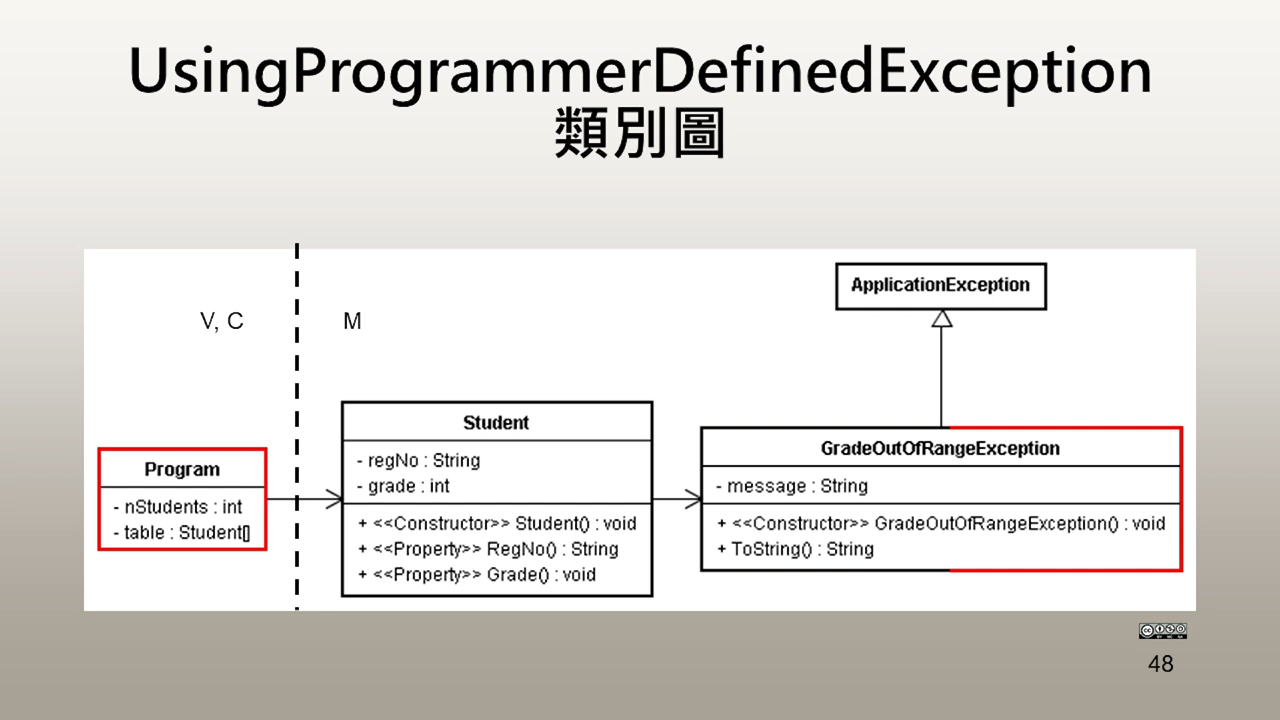 UsingProgrammerDefinedException
類別圖
V, C
M
ApplicationException
Program
- nStudents : int
- table : Student[]
Student
- regNo : String
- grade : int
+ <<Constructor>> Student() : void
+ <<Property>> RegNo() : String
+ <<Property>> Grade() : void
GradeOutOfRangeException
- message : String
+ <<Constructor>> GradeOutOfRangeException() : void
+ ToString() : String
48